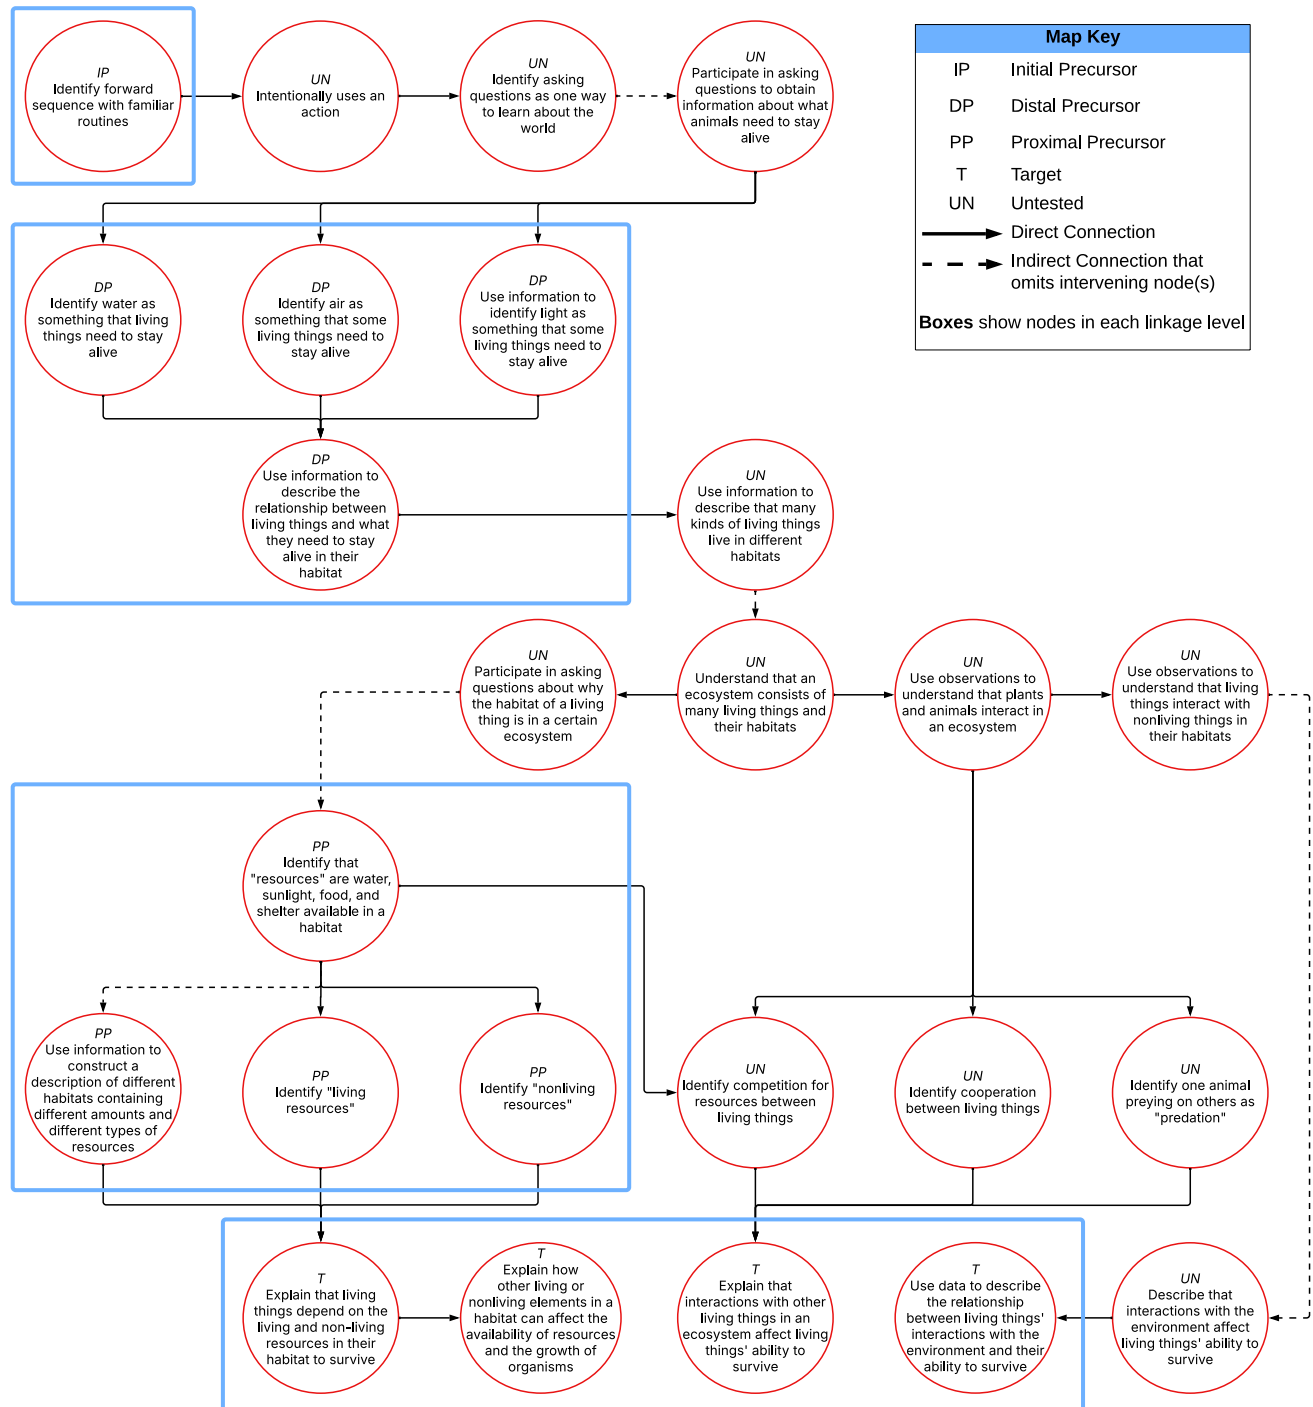 IP
Identify forward
sequence with familiar
routines
UN
Intentionally uses an
action
UN
Identify asking
questions as one way
to learn about the
world
UN
Participate in asking
questions to obtain
information about what
animals need to stay
alive
Map Key
IP Initial Precursor
DP Distal Precursor
PP Proximal Precursor
T Target
UN Untested
Direct Connection
Indirect Connection that
omits intervening node(s)
Boxes show nodes in each linkage level
DP
Identify water as
something that living
things need to stay
alive
DP
Identify air as
something that some
living things need to
stay alive
DP
Use information to
identify light as
something that some
living things need to
stay alive
DP
Use information to
describe the
relationship between
living things and what
they need to stay
alive in their
habitat
UN
Use information to
describe that many
kinds of living things
live in different
habitats
UN
Participate in asking
questions about why
the habitat of a living
thing is in a certain
ecosystem
UN
Understand that an
ecosystem consists of
many living things and
their habitats
UN
Use observations to
understand that plants
and animals interact in
an ecosystem
UN
Use observations to
understand that living
things interact with
nonliving things in
their habitats
PP
Identify that
"resources" are water,
sunlight, food, and
shelter available in a
habitat
PP
Use information to
construct a
description of different
habitats containing
different amounts and
different types of
resources
PP
Identify "living
resources"
PP
Identify "nonliving
resources"
UN
Identify competition for
resources between
living things
UN
Identify cooperation
between living things
UN
Identify one animal
preying on others as
"predation"
T
Explain that living
things depend on the
living and non-living
resources in their
habitat to survive
T
Explain how
other living or
nonliving elements in a
habitat can affect the
availability of resources
and the growth of
organisms
T
Explain that
interactions with other
living things in an
ecosystem affect living
things' ability to
survive
T
Use data to describe
the relationship
between living things'
interactions with the
environment and their
ability to survive
UN
Describe that
interactions with the
environment affect
living things' ability to
survive